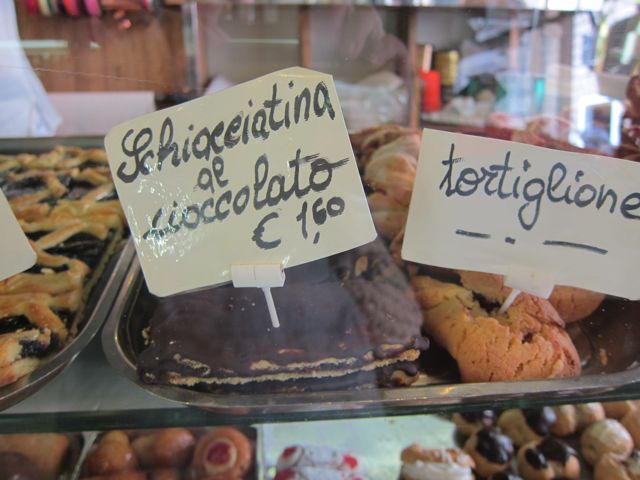 Schiacciatina
al
cioccolato
€ 1,60
tortiglione